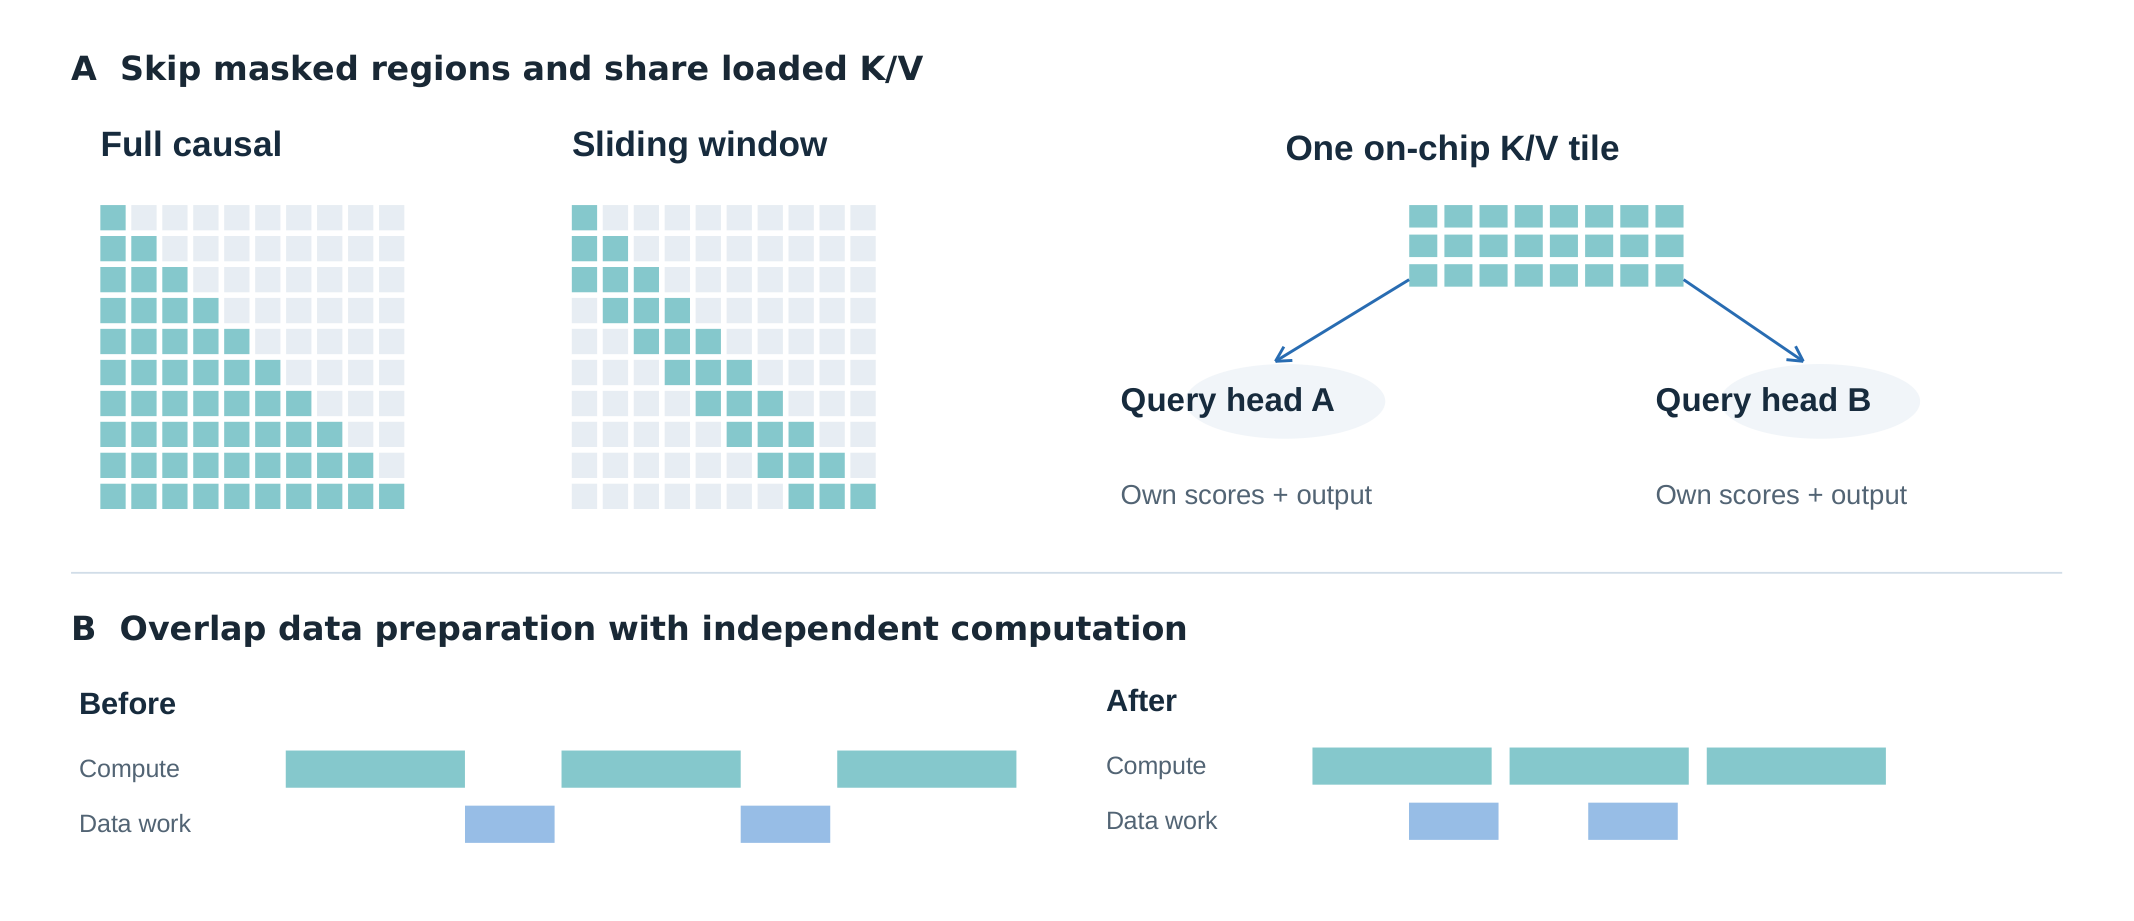 A Skip masked regions and share loaded K/V
Full causal
Sliding window
One on-chip K/V tile
Query head A
Query head B
Own scores + output
Own scores + output
B Overlap data preparation with independent computation
Before
Compute
Data work
After
Compute
Data work